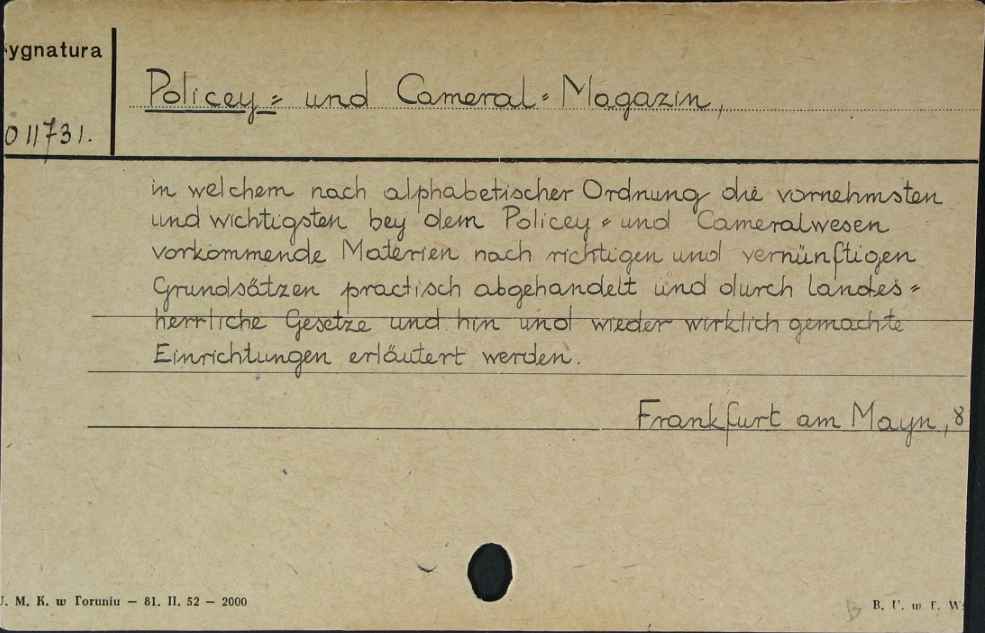 Sygnatura
Policey= und Cameral=Magazin,
011731.
in welchem nach alphabetischer Ordnung die vornehmsten
und wichtigsten bey dem Policey= und Cameralwesen
vorkommende Materien nach richtigen und vernünftigen
Grundsätzen practisch abgehandelt und durch landes=
herrliche Gesetze und hin und wieder wirklich gemachte
Einrichtungen erläutert werden.
Frankfurt am Mayn, 8
U. M. K. w Toruniu — 81. II. 52 — 2000
B. U. w T. W